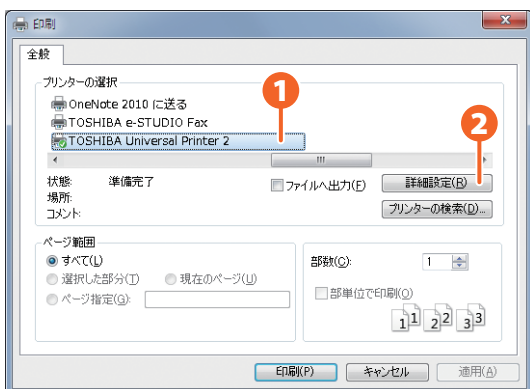 印刷
全般
プリンターの選択
OneNote 2010 に送る
TOSHIBA e-STUDIO Fax
TOSHIBA Universal Printer 2
1
2
状態: 準備完了
場所:
コメント:
ファイルへ出力(F)
詳細設定(R)
プリンターの検索(D)...
ページ範囲
すべて(L)
選択した部分(T) 現在のページ(U)
ページ指定(G):
部数(C): 1
部単位で印刷(O)
1 1 2 2 3 3
印刷(P) キャンセル 適用(A)